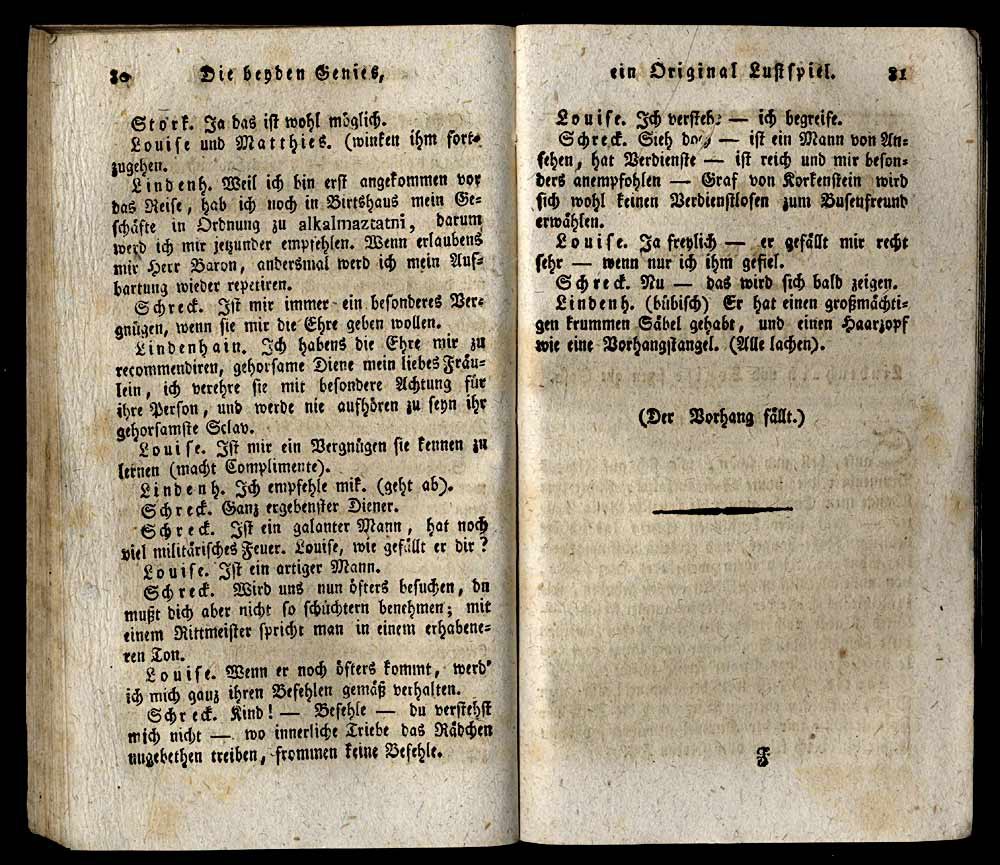 80 Die beyden Genies,
Stork. Ja das ist wohl möglich.
Louise und Matthies. (winken ihm fort-
zugehen.
Lindenh. Weil ich bin erst angekommen vor
das Reise, hab ich noch in Birtshaus mein Ge-
schäfte in Ordnung zu alkalmaztatni, darum
werd ich mir jetzunder empfehlen. Wenn erlaubens
mir Herr Baron, andersmal werd ich mein Auf-
bartung wieder repetiren.
Schreck. Ist mir immer ein besonderes Ver-
gnügen, wenn sie mir die Ehre geben wollen.
Lindenhain. Ich habens die Ehre mir zu
recommendiren, gehorsame Diene mein liebes Fräu-
lein, ich verehre sie mit besondere Achtung für
ihre Person, und werde nie aufhören zu seyn ihr
gehorsamste Sclav.
Louise. Ist mir ein Vergnügen sie kennen zu
lernen (macht Complimente).
Lindenh. Ich empfehle mik. (geht ab).
Schreck. Ganz ergebenster Diener.
Schreck. Ist ein galanter Mann, hat noch
viel militärisches Feuer. Louise, wie gefällt er dir?
Louise. Ist ein artiger Mann.
Schreck. Wird uns nun öfters besuchen, du
mußt dich aber nicht so schüchtern benehmen; mit
einem Rittmeister spricht man in einem erhabene-
ren Ton.
Louise. Wenn er noch öfters kommt, werd'
ich mich ganz ihren Befehlen gemäß verhalten.
Schreck. Kind! — Befehle — du verstehst
mich nicht — wo innerliche Triebe das Rädchen
ungebethen treiben, frommen keine Befehle.
ein Original Lustspiel. 81
Louise. Ich verstehe — ich begreife.
Schreck. Sieh — ist ein Mann von An-
sehen, hat Verdienste — ist reich und mir beson-
ders anempfohlen — Graf von Korkenstein wird
sich wohl keinen Verdienstlosen zum Busenfreund
erwählen.
Louise. Ja freylich — er gefällt mir recht
sehr — wenn nur ich ihm gefiel.
Schreck. Nu — das wird sich bald zeigen.
Lindenh. (bübisch) Er hat einen großmächti-
gen krummen Säbel gehabt, und einen Haarzopf
wie eine Vorhangstangel. (Alle lachen).
(Der Vorhang fällt.)
F